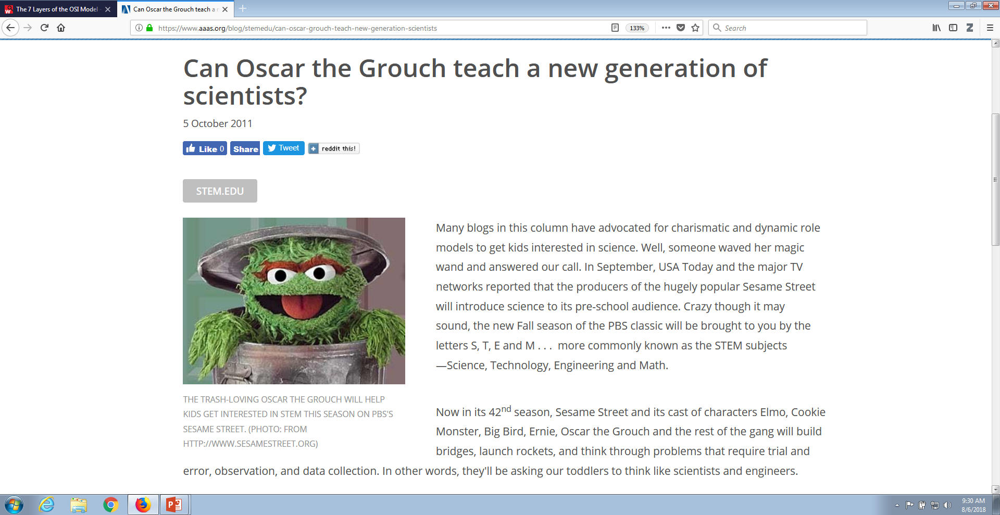 The 7 Layers of the OSI Model
Can Oscar the Grouch teach a
https://www.aaas.org/blog/stemedu/can-oscar-grouch-teach-new-generation-scientists
133%
Search
Can Oscar the Grouch teach a new generation of
scientists?
5 October 2011
Like 0
Share
Tweet
reddit this!
STEM.EDU
Many blogs in this column have advocated for charismatic and dynamic role
models to get kids interested in science. Well, someone waved her magic
wand and answered our call. In September, USA Today and the major TV
networks reported that the producers of the hugely popular Sesame Street
will introduce science to its pre-school audience. Crazy though it may
sound, the new Fall season of the PBS classic will be brought to you by the
letters S, T, E and M . . .  more commonly known as the STEM subjects
—Science, Technology, Engineering and Math.
THE TRASH-LOVING OSCAR THE GROUCH WILL HELP
KIDS GET INTERESTED IN STEM THIS SEASON ON PBS'S
SESAME STREET. (PHOTO: FROM
HTTP://WWW.SESAMESTREET.ORG)
Now in its 42nd season, Sesame Street and its cast of characters Elmo, Cookie
Monster, Big Bird, Ernie, Oscar the Grouch and the rest of the gang will build
bridges, launch rockets, and think through problems that require trial and
error, observation, and data collection. In other words, they'll be asking our toddlers to think like scientists and engineers.
9:30 AM
8/6/2018